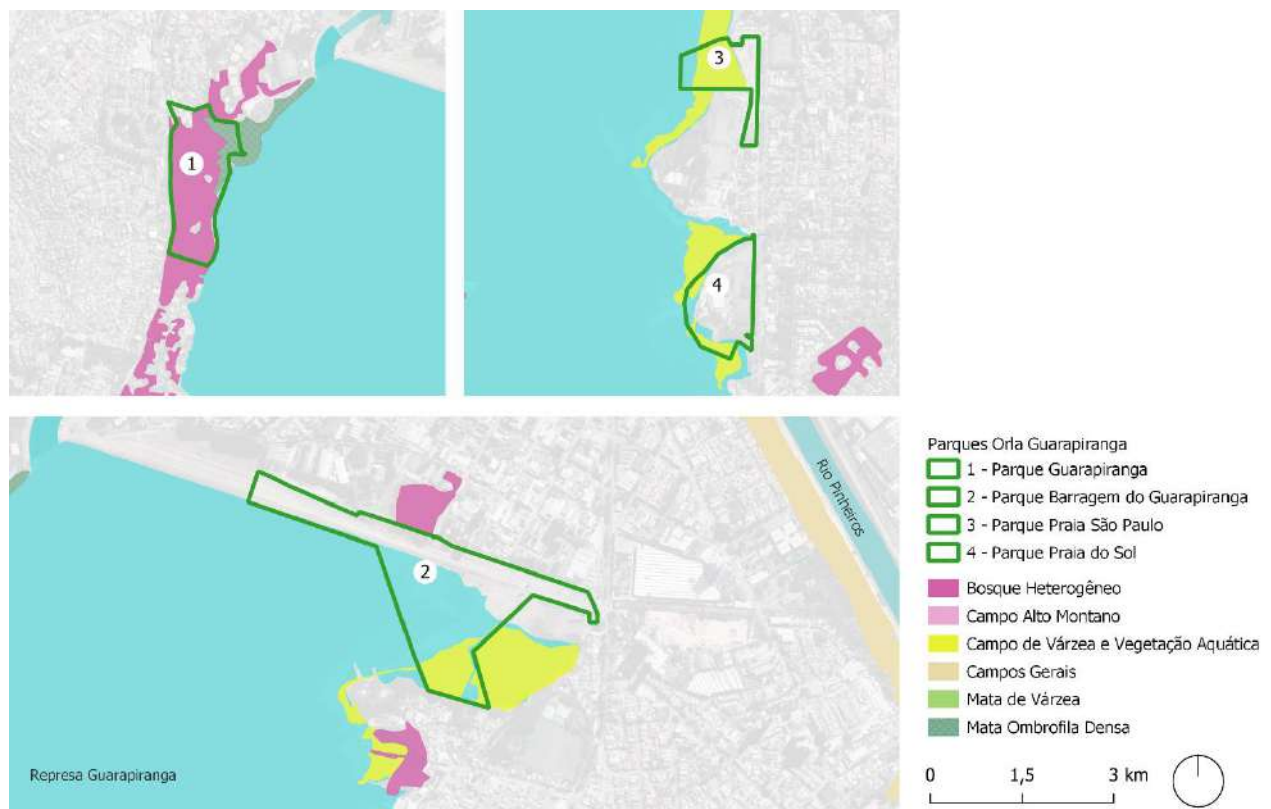 1
3
4
2
Rio Pinheiros
Represa Guarapiranga
Parques Orla Guarapiranga
1 - Parque Guarapiranga
2 - Parque Barragem do Guarapiranga
3 - Parque Praia São Paulo
4 - Parque Praia do Sol
Bosque Heterogêneo
Campo Alto Montano
Campo de Várzea e Vegetação Aquática
Campos Gerais
Mata de Várzea
Mata Ombrofila Densa
0 1,5 3 km